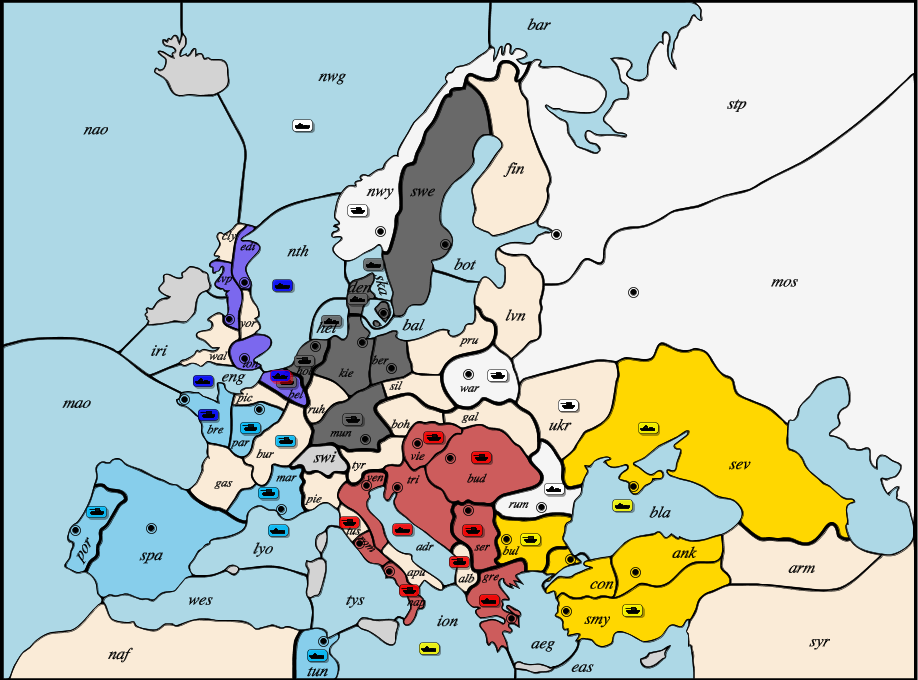 bar
nwg
stp
nao
fin
nwy
swe
cly
edi
nth
bot
mos
lvp
ska
den
lvn
hel
bal
yor
iri
pru
wal
lon
hol
kie
ber
war
eng
sil
mao
bel
pic
ruh
bre
gal
boh
ukr
par
mun
bur
vie
swi
tyr
sev
gas
mar
ven
tri
bud
pie
rum
tus
bla
por
spa
lyo
rom
adr
ser
bul
ank
apu
alb
gre
con
arm
wes
tys
nap
ion
smy
aeg
syr
naf
tun
eas